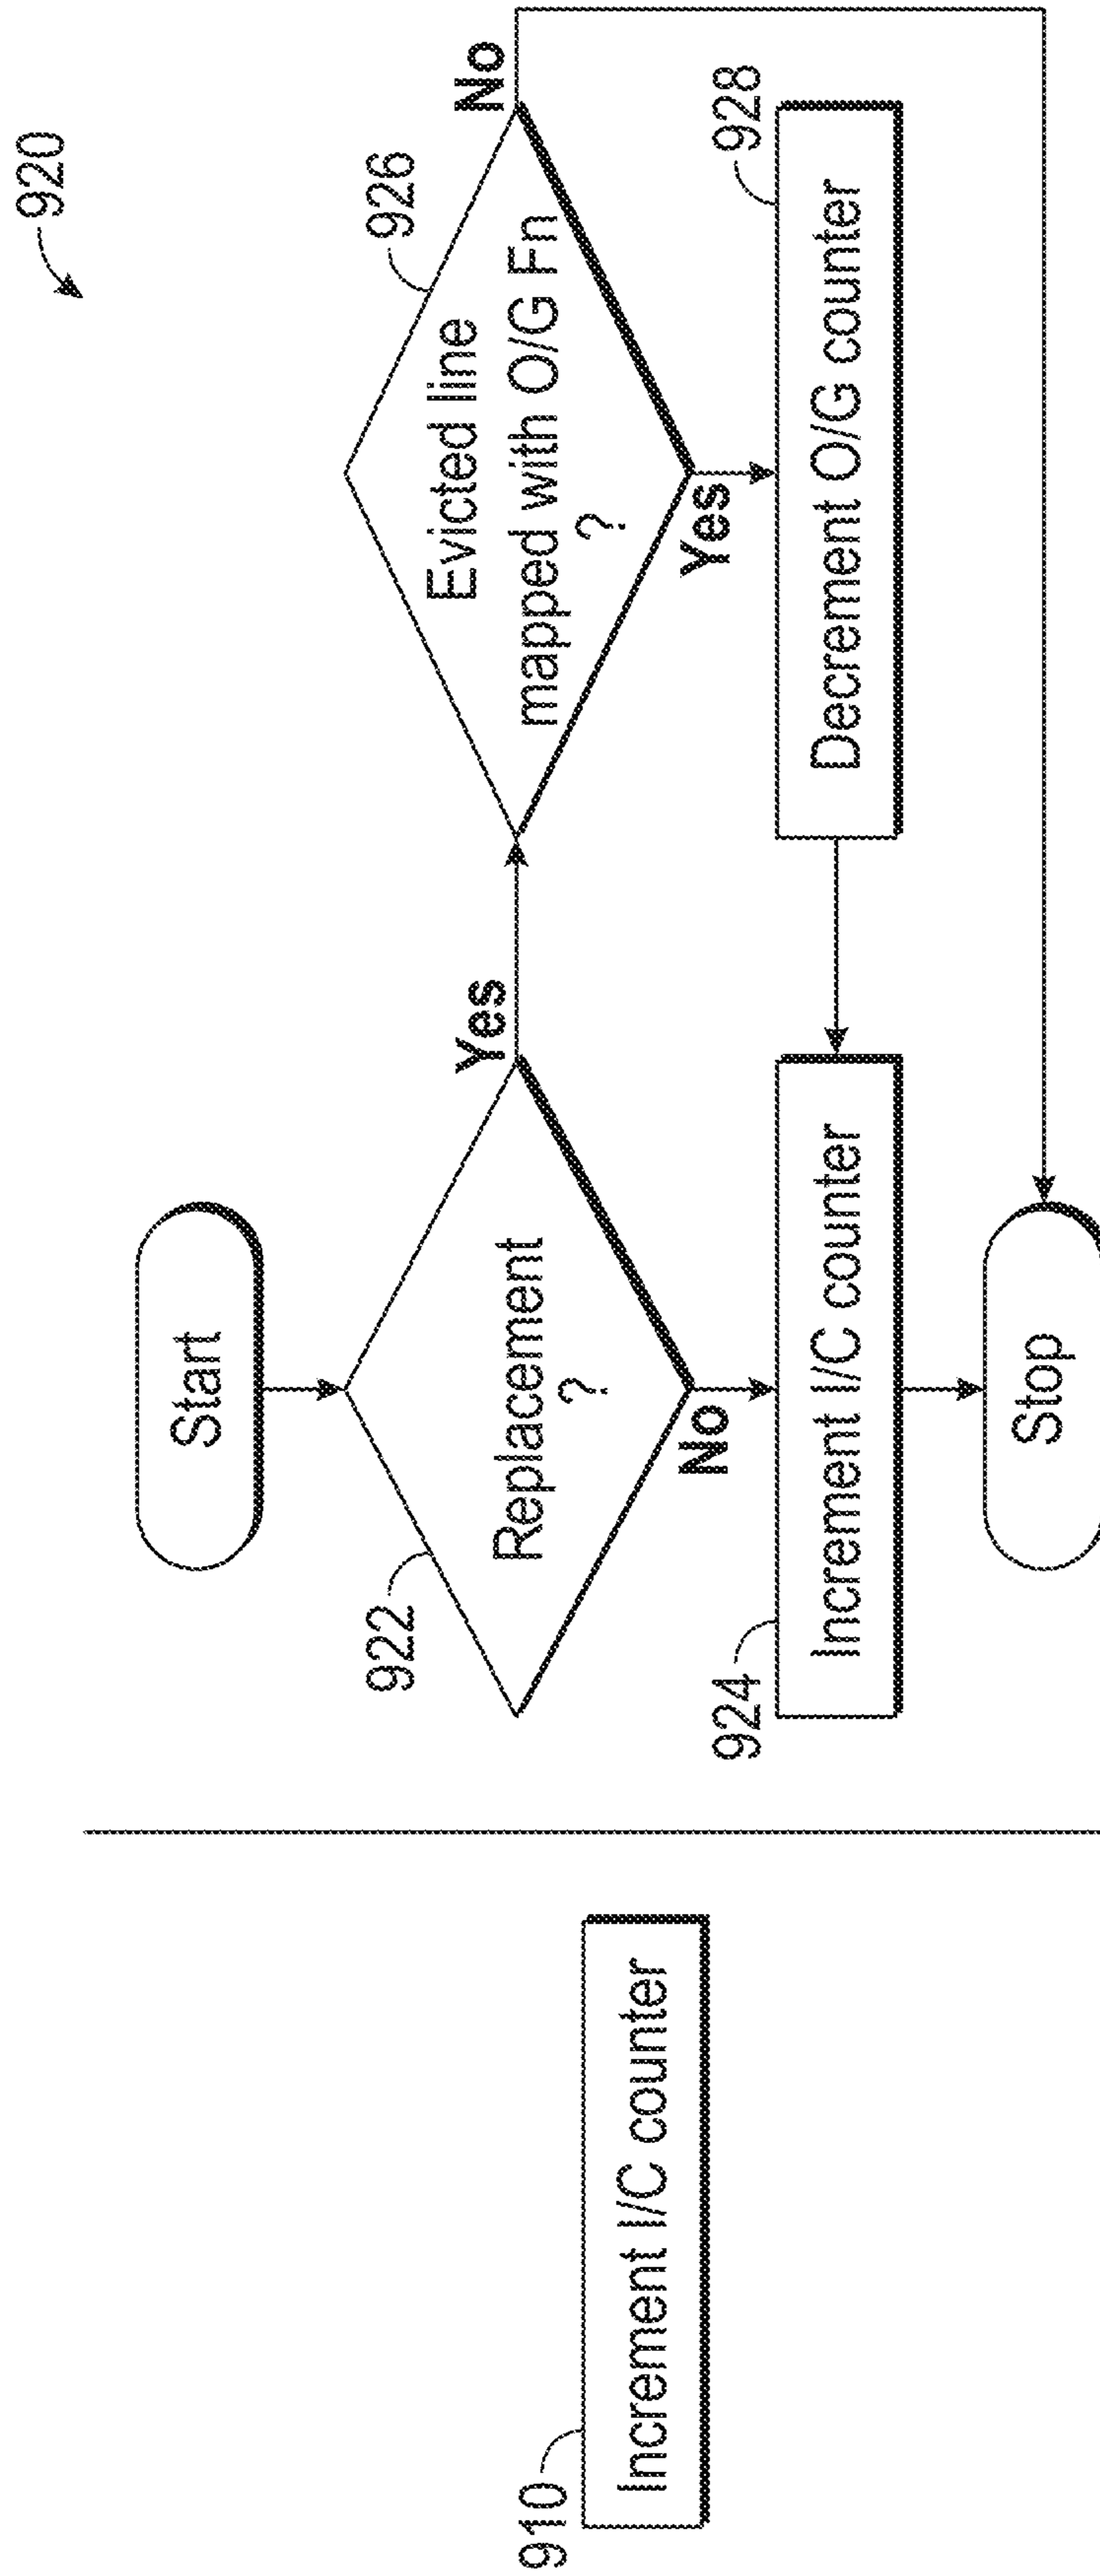 920
Start
922
Replacement
?
Yes
No
926
Evicted line
mapped with O/G Fn
?
No
Yes
910
Increment I/C counter
924
Increment I/C counter
928
Decrement O/G counter
Stop